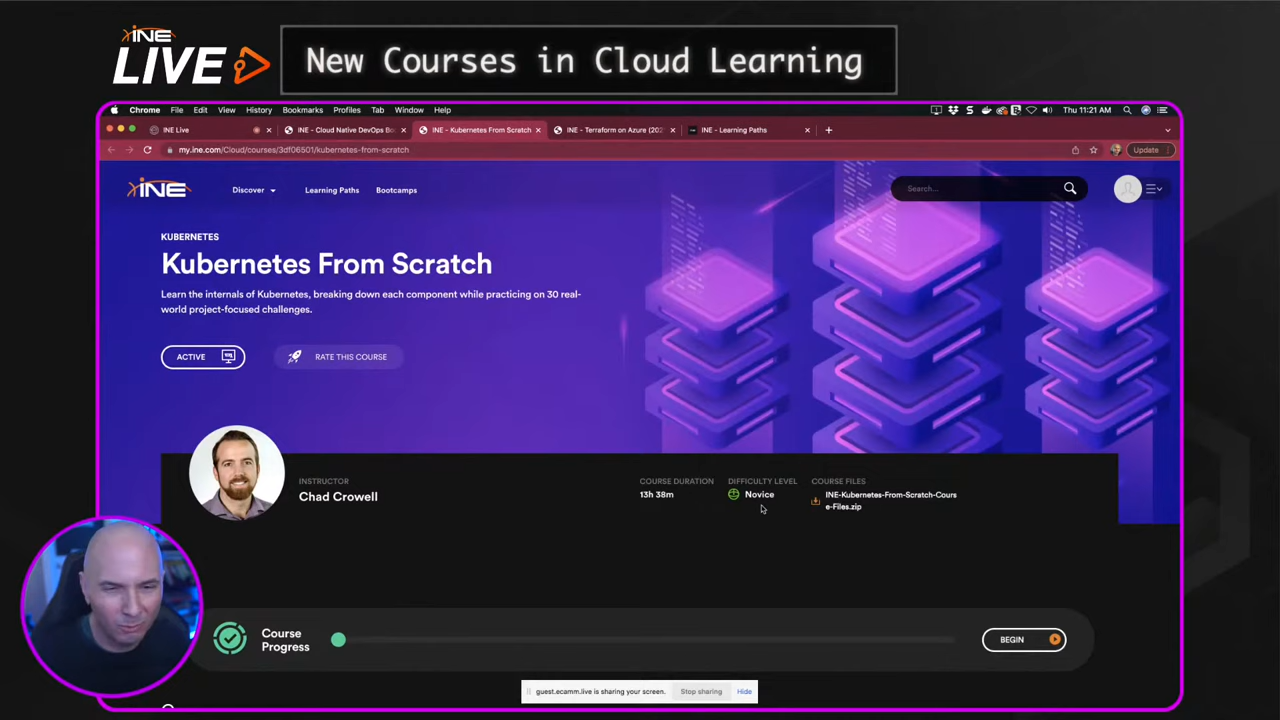 INE
LIVE
New Courses in Cloud Learning
Chrome File Edit View History Bookmarks Profiles Tab Window Help Thu 11:21 AM
INE Live INE - Cloud Native DevOps Bo INE - Kubernetes From Scratch INE - Terraform on Azure (202 INE - Learning Paths
my.ine.com/Cloud/courses/3df06501/kubernetes-from-scratch Update
INE Discover Learning Paths Bootcamps Search...
KUBERNETES
Kubernetes From Scratch
Learn the internals of Kubernetes, breaking down each component while practicing on 30 real-
world project-focused challenges.
ACTIVE RATE THIS COURSE
INSTRUCTOR
Chad Crowell
COURSE DURATION
13h 38m
DIFFICULTY LEVEL
Novice
COURSE FILES
INE-Kubernetes-From-Scratch-Cours
e-Files.zip
Course
Progress
BEGIN
guest.ecamm.live is sharing your screen. Stop sharing Hide